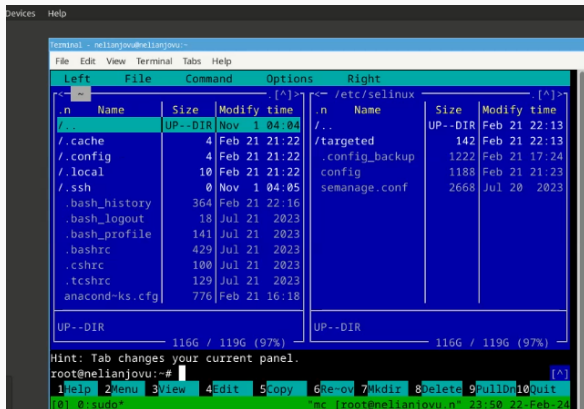 Devices Help
Terminal - nelianjovu@nelianjovu:~
File Edit View Terminal Tabs Help
Left File Command Options Right
<─ ~ .[^]> <─ /etc/selinux .[^]>
.n Name Size Modify time .n Name Size Modify time
/.. UP--DIR Nov 1 04:04 /.. UP--DIR Feb 21 22:13
/.cache 4 Feb 21 21:22 /targeted 142 Feb 21 22:13
/.config 4 Feb 21 21:22 .config_backup 1222 Feb 21 17:24
/.local 10 Feb 21 21:22 config 1188 Feb 21 21:23
/.ssh 0 Nov 1 04:05 semanage.conf 2668 Jul 20 2023
.bash_history 364 Feb 21 22:16
.bash_logout 18 Jul 21 2023
.bash_profile 141 Jul 21 2023
.bashrc 429 Jul 21 2023
.cshrc 100 Jul 21 2023
.tcshrc 129 Jul 21 2023
anacond~ks.cfg 776 Feb 21 16:18
UP--DIR UP--DIR
116G / 119G (97%) 116G / 119G (97%)
Hint: Tab changes your current panel.
root@nelianjovu:~# [^]
1Help 2Menu 3View 4Edit 5Copy 6Re~ov 7Mkdir 8Delete 9PullDn 10Quit
[0] 0:sudo* "mc [root@nelianjovu.n" 23:50 22-Feb-24